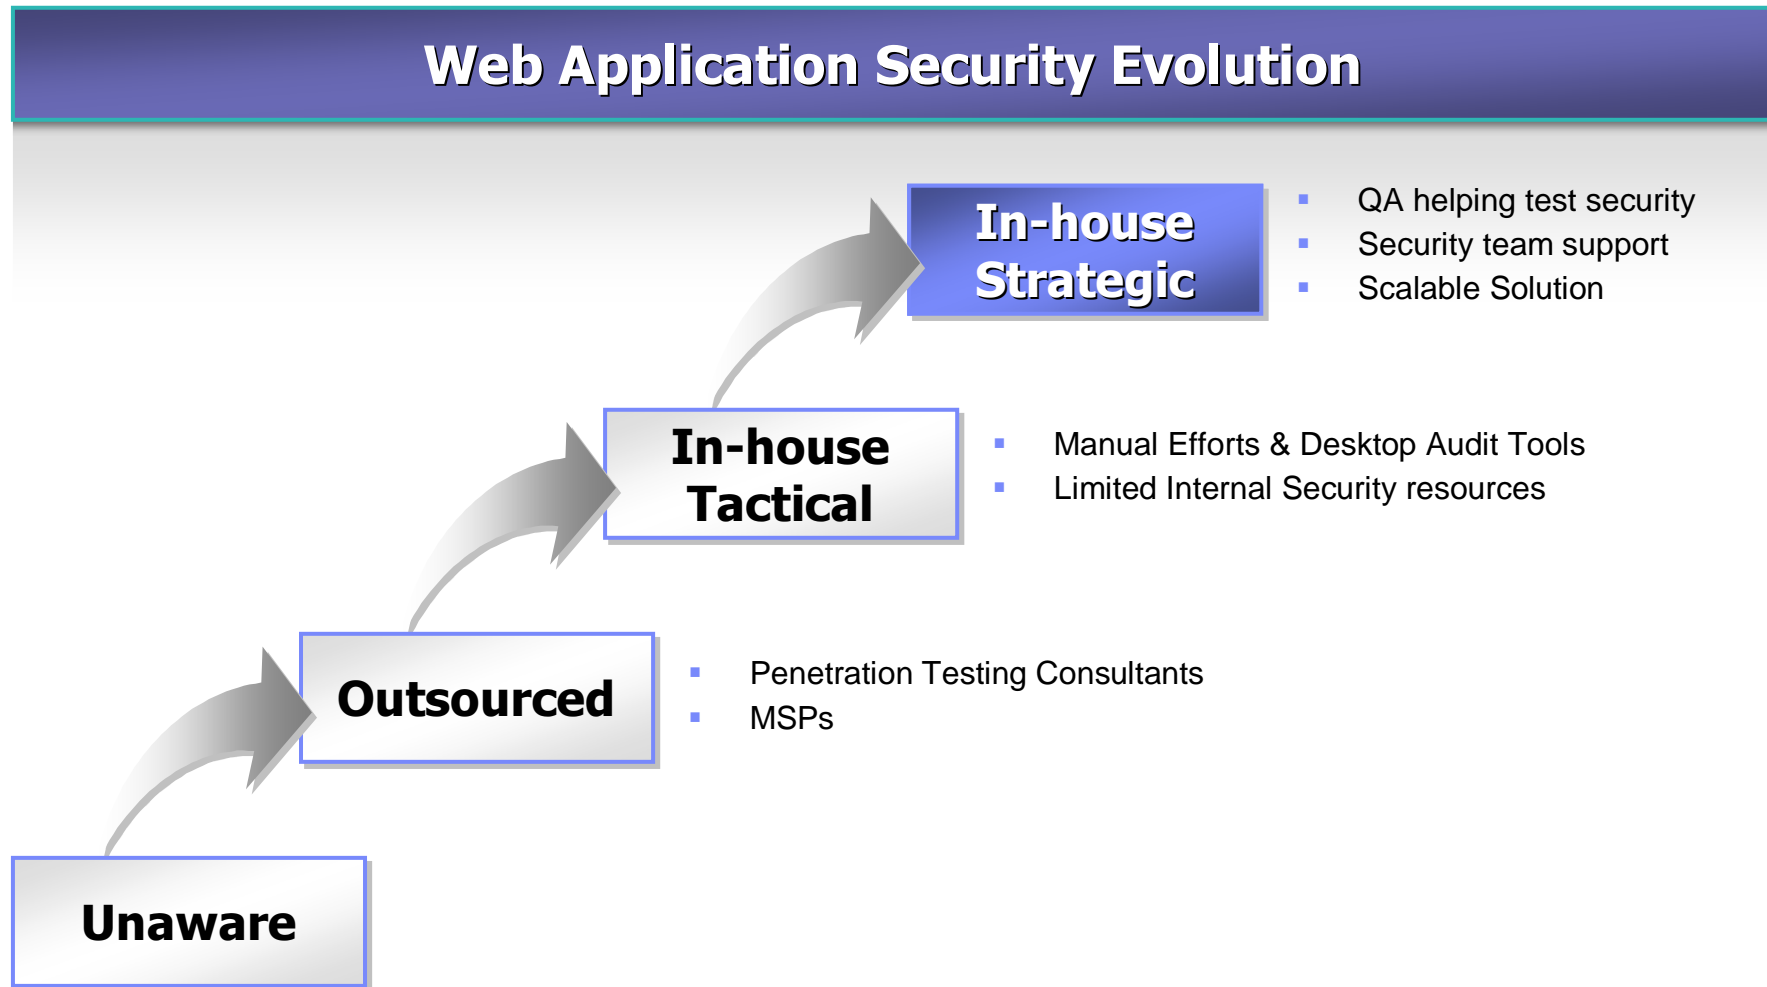 Web Application Security Evolution
In-house
Strategic
QA helping test security
Security team support
Scalable Solution
In-house
Tactical
Manual Efforts & Desktop Audit Tools
Limited Internal Security resources
Outsourced
Penetration Testing Consultants
MSPs
Unaware